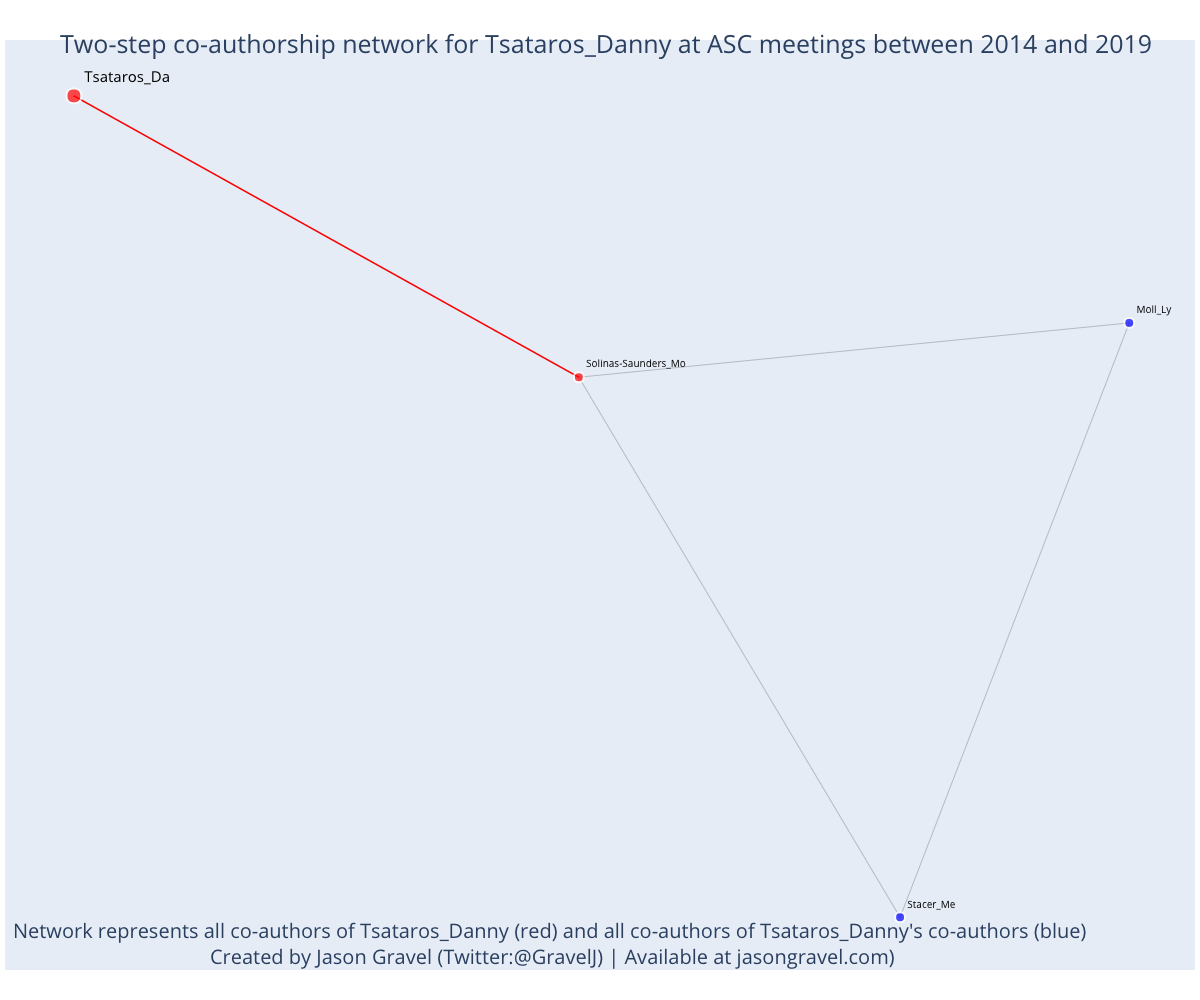 Two-step co-authorship network for Tsataros_Danny at ASC meetings between 2014 and 2019
Tsataros_Da
Moll_Ly
Solinas-Saunders_Mo
Stacer_Me
Network represents all co-authors of Tsataros_Danny (red) and all co-authors of Tsataros_Danny's co-authors (blue)
Created by Jason Gravel (Twitter:@GravelJ) | Available at jasongravel.com)